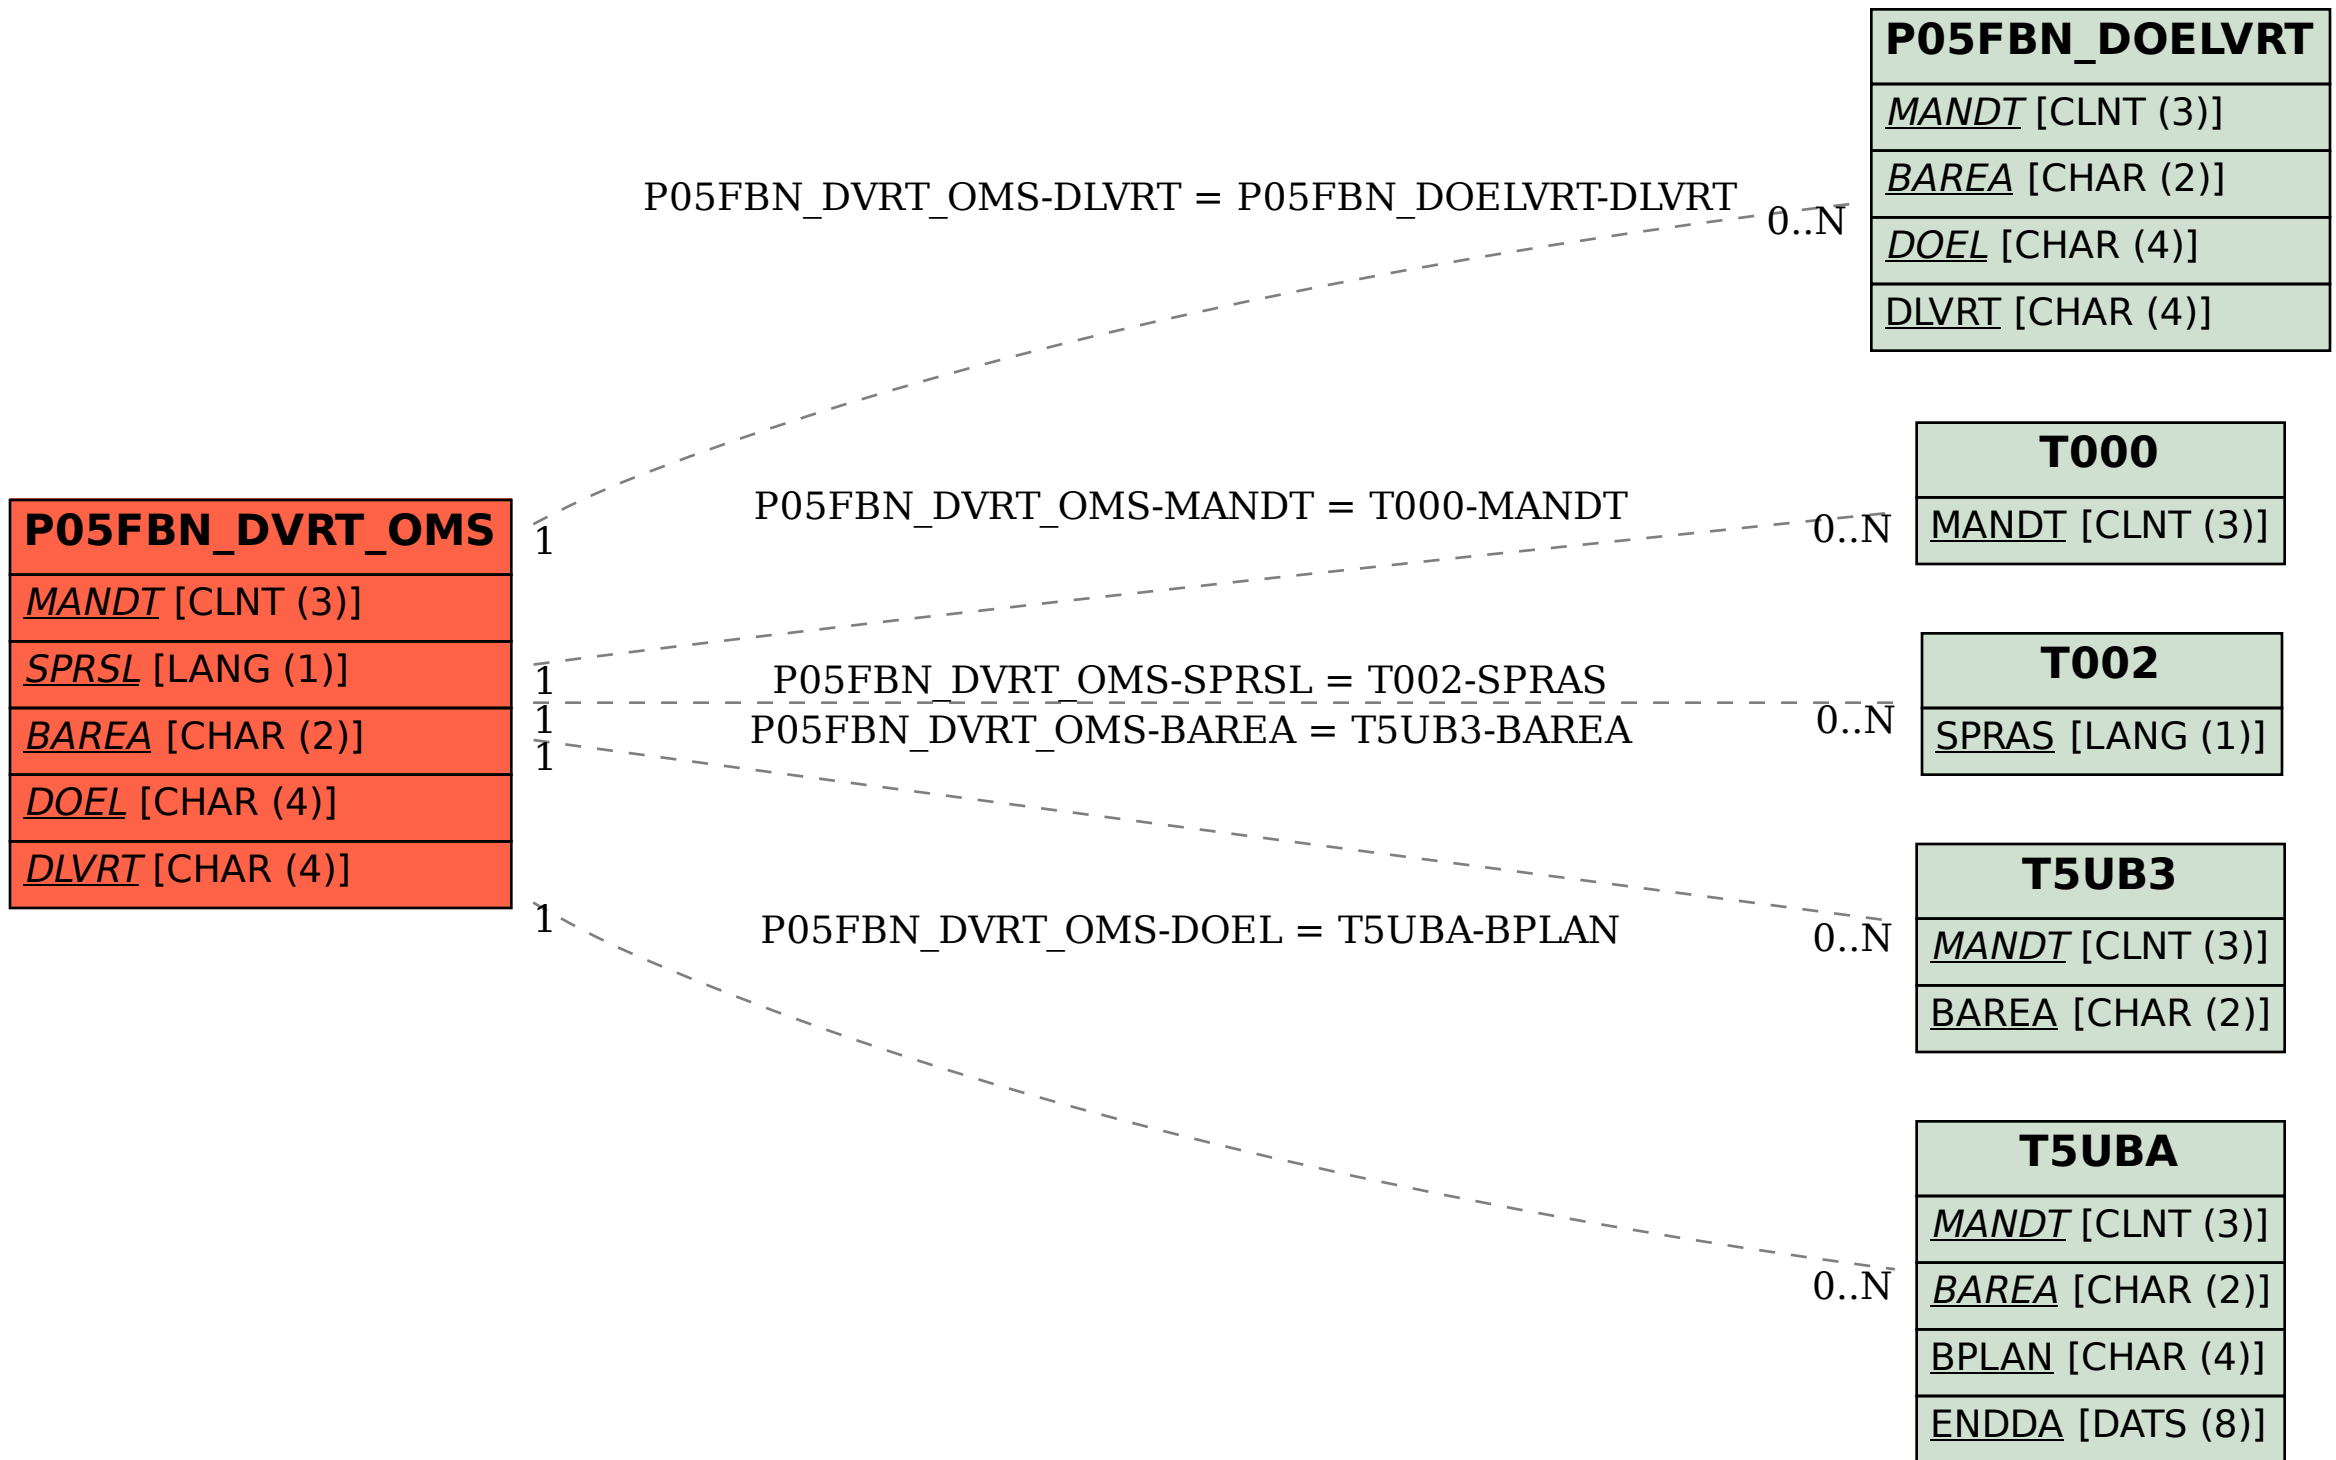 P05FBN_DOELVRT
MANDT [CLNT (3)]
BAREA [CHAR (2)]
DOEL [CHAR (4)]
DLVRT [CHAR (4)]
P05FBN_DVRT_OMS-DLVRT = P05FBN_DOELVRT-DLVRT
0..N
1
T000
MANDT [CLNT (3)]
P05FBN_DVRT_OMS-MANDT = T000-MANDT
0..N
1
P05FBN_DVRT_OMS
MANDT [CLNT (3)]
SPRSL [LANG (1)]
BAREA [CHAR (2)]
DOEL [CHAR (4)]
DLVRT [CHAR (4)]
T002
SPRAS [LANG (1)]
P05FBN_DVRT_OMS-SPRSL = T002-SPRAS
0..N
1
P05FBN_DVRT_OMS-BAREA = T5UB3-BAREA
1
0..N
T5UB3
MANDT [CLNT (3)]
BAREA [CHAR (2)]
P05FBN_DVRT_OMS-DOEL = T5UBA-BPLAN
1
0..N
T5UBA
MANDT [CLNT (3)]
BAREA [CHAR (2)]
BPLAN [CHAR (4)]
ENDDA [DATS (8)]